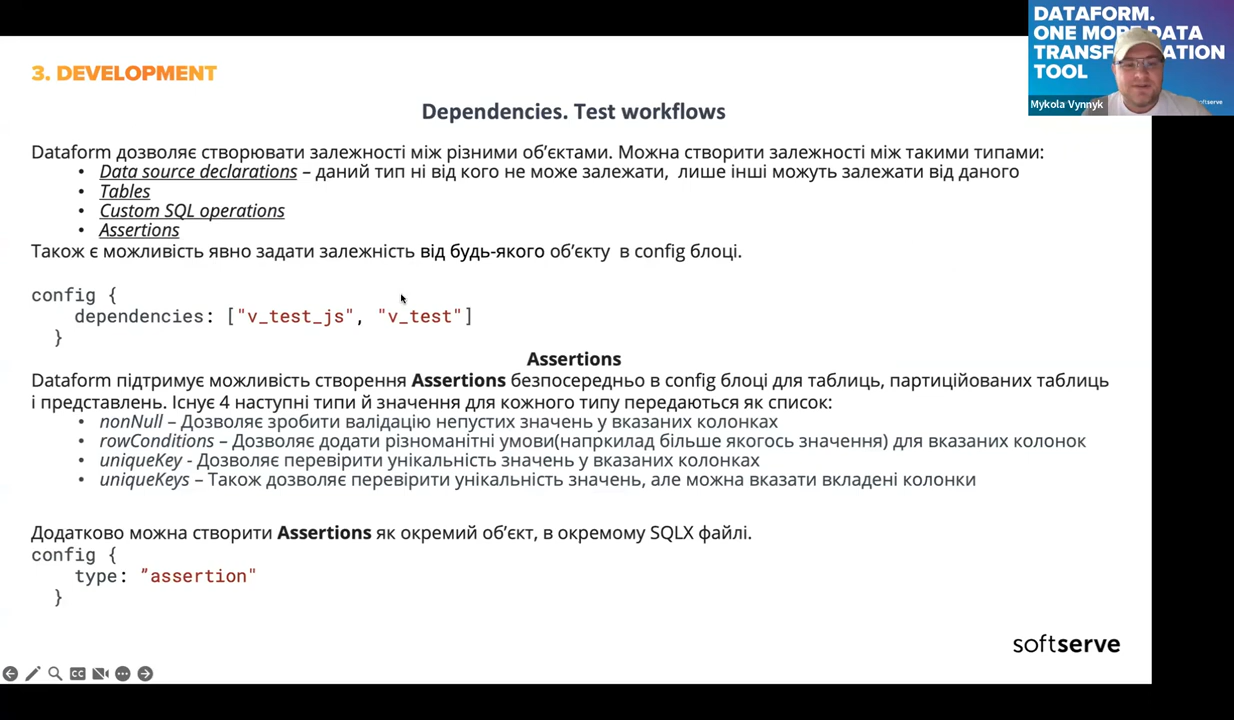 DATAFORM.
ONE MORE DATA
TRANSFORMATION
TOOL
Mykola Vynnyk
softserve
3. DEVELOPMENT
Dependencies. Test workflows
Dataform дозволяє створювати залежності між різними об’єктами. Можна створити залежності між такими типами:
• Data source declarations – даний тип ні від кого не може залежати, лише інші можуть залежати від даного
• Tables
• Custom SQL operations
• Assertions
Також є можливість явно задати залежність від будь-якого об’єкту в config блоці.
config {
dependencies: ["v_test_js", "v_test"]
}
Assertions
Dataform підтримує можливість створення Assertions безпосередньо в config блоці для таблиць, партиційованих таблиць
і представлень. Існує 4 наступні типи й значення для кожного типу передаються як список:
• nonNull – Дозволяє зробити валідацію непустих значень у вказаних колонках
• rowConditions – Дозволяє додати різноманітні умови(напркилад більше якогось значення) для вказаних колонок
• uniqueKey - Дозволяє перевірити унікальність значень у вказаних колонках
• uniqueKeys – Також дозволяє перевірити унікальність значень, але можна вказати вкладені колонки
Додатково можна створити Assertions як окремий об’єкт, в окремому SQLX файлі.
config {
type: ”assertion"
}
softserve
CC